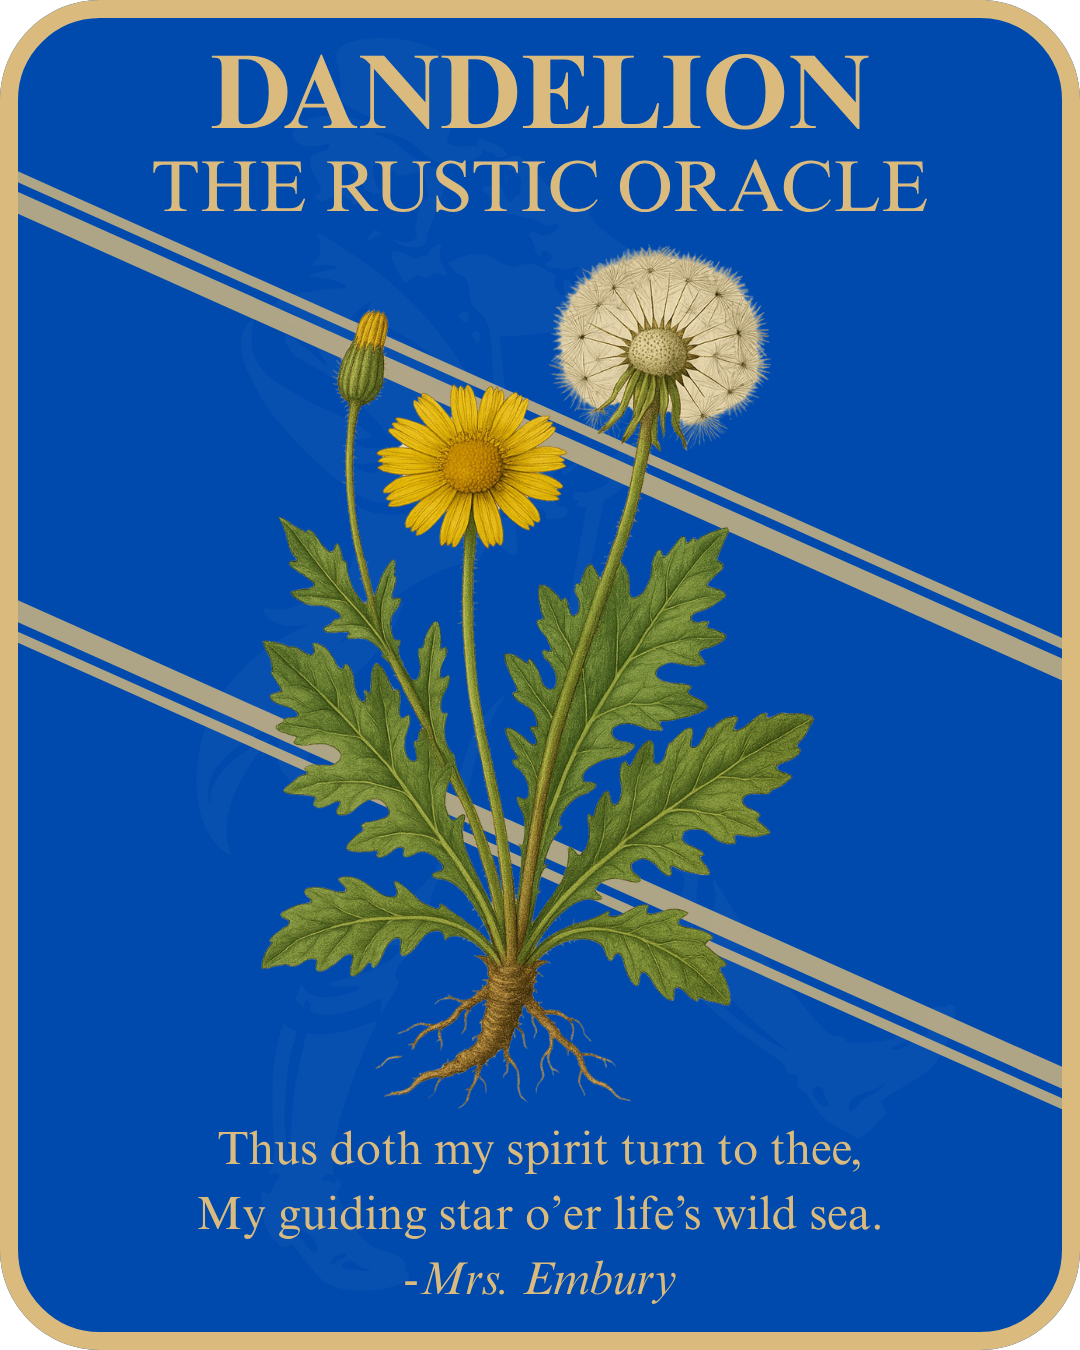 DANDELION
THE RUSTIC ORACLE
Thus doth my spirit turn to thee,
My guiding star o’er life’s wild sea.
-Mrs. Embury